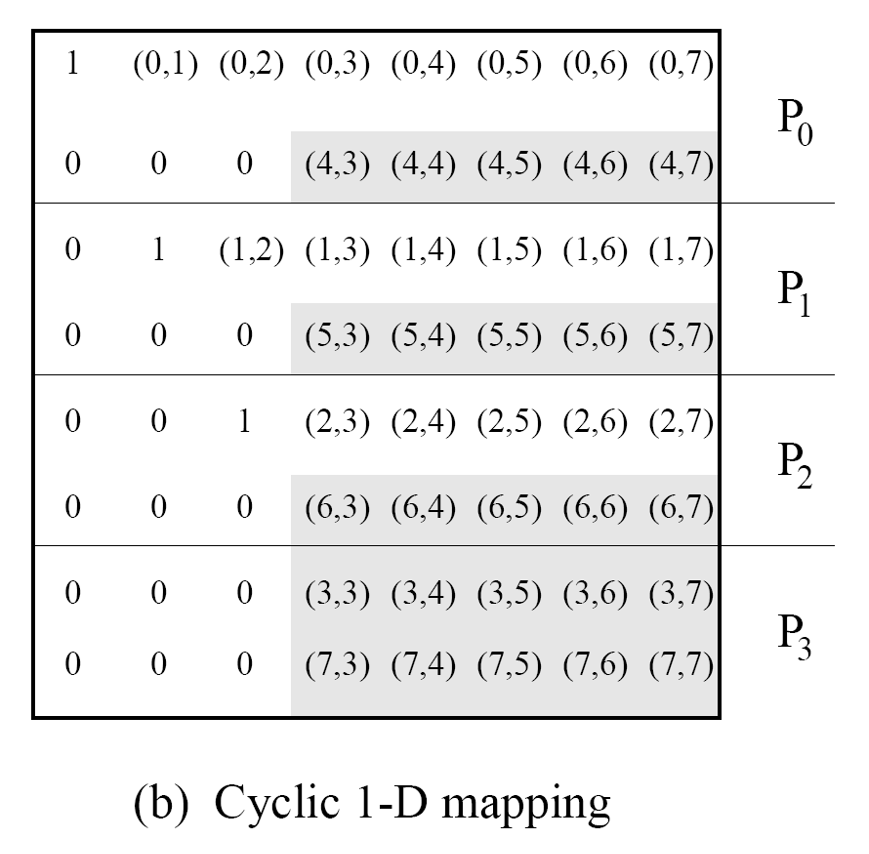 1 (0,1) (0,2) (0,3) (0,4) (0,5) (0,6) (0,7)
P0
0 0 0 (4,3) (4,4) (4,5) (4,6) (4,7)
0 1 (1,2) (1,3) (1,4) (1,5) (1,6) (1,7)
P1
0 0 0 (5,3) (5,4) (5,5) (5,6) (5,7)
0 0 1 (2,3) (2,4) (2,5) (2,6) (2,7)
P2
0 0 0 (6,3) (6,4) (6,5) (6,6) (6,7)
0 0 0 (3,3) (3,4) (3,5) (3,6) (3,7)
P3
0 0 0 (7,3) (7,4) (7,5) (7,6) (7,7)
(b) Cyclic 1-D mapping